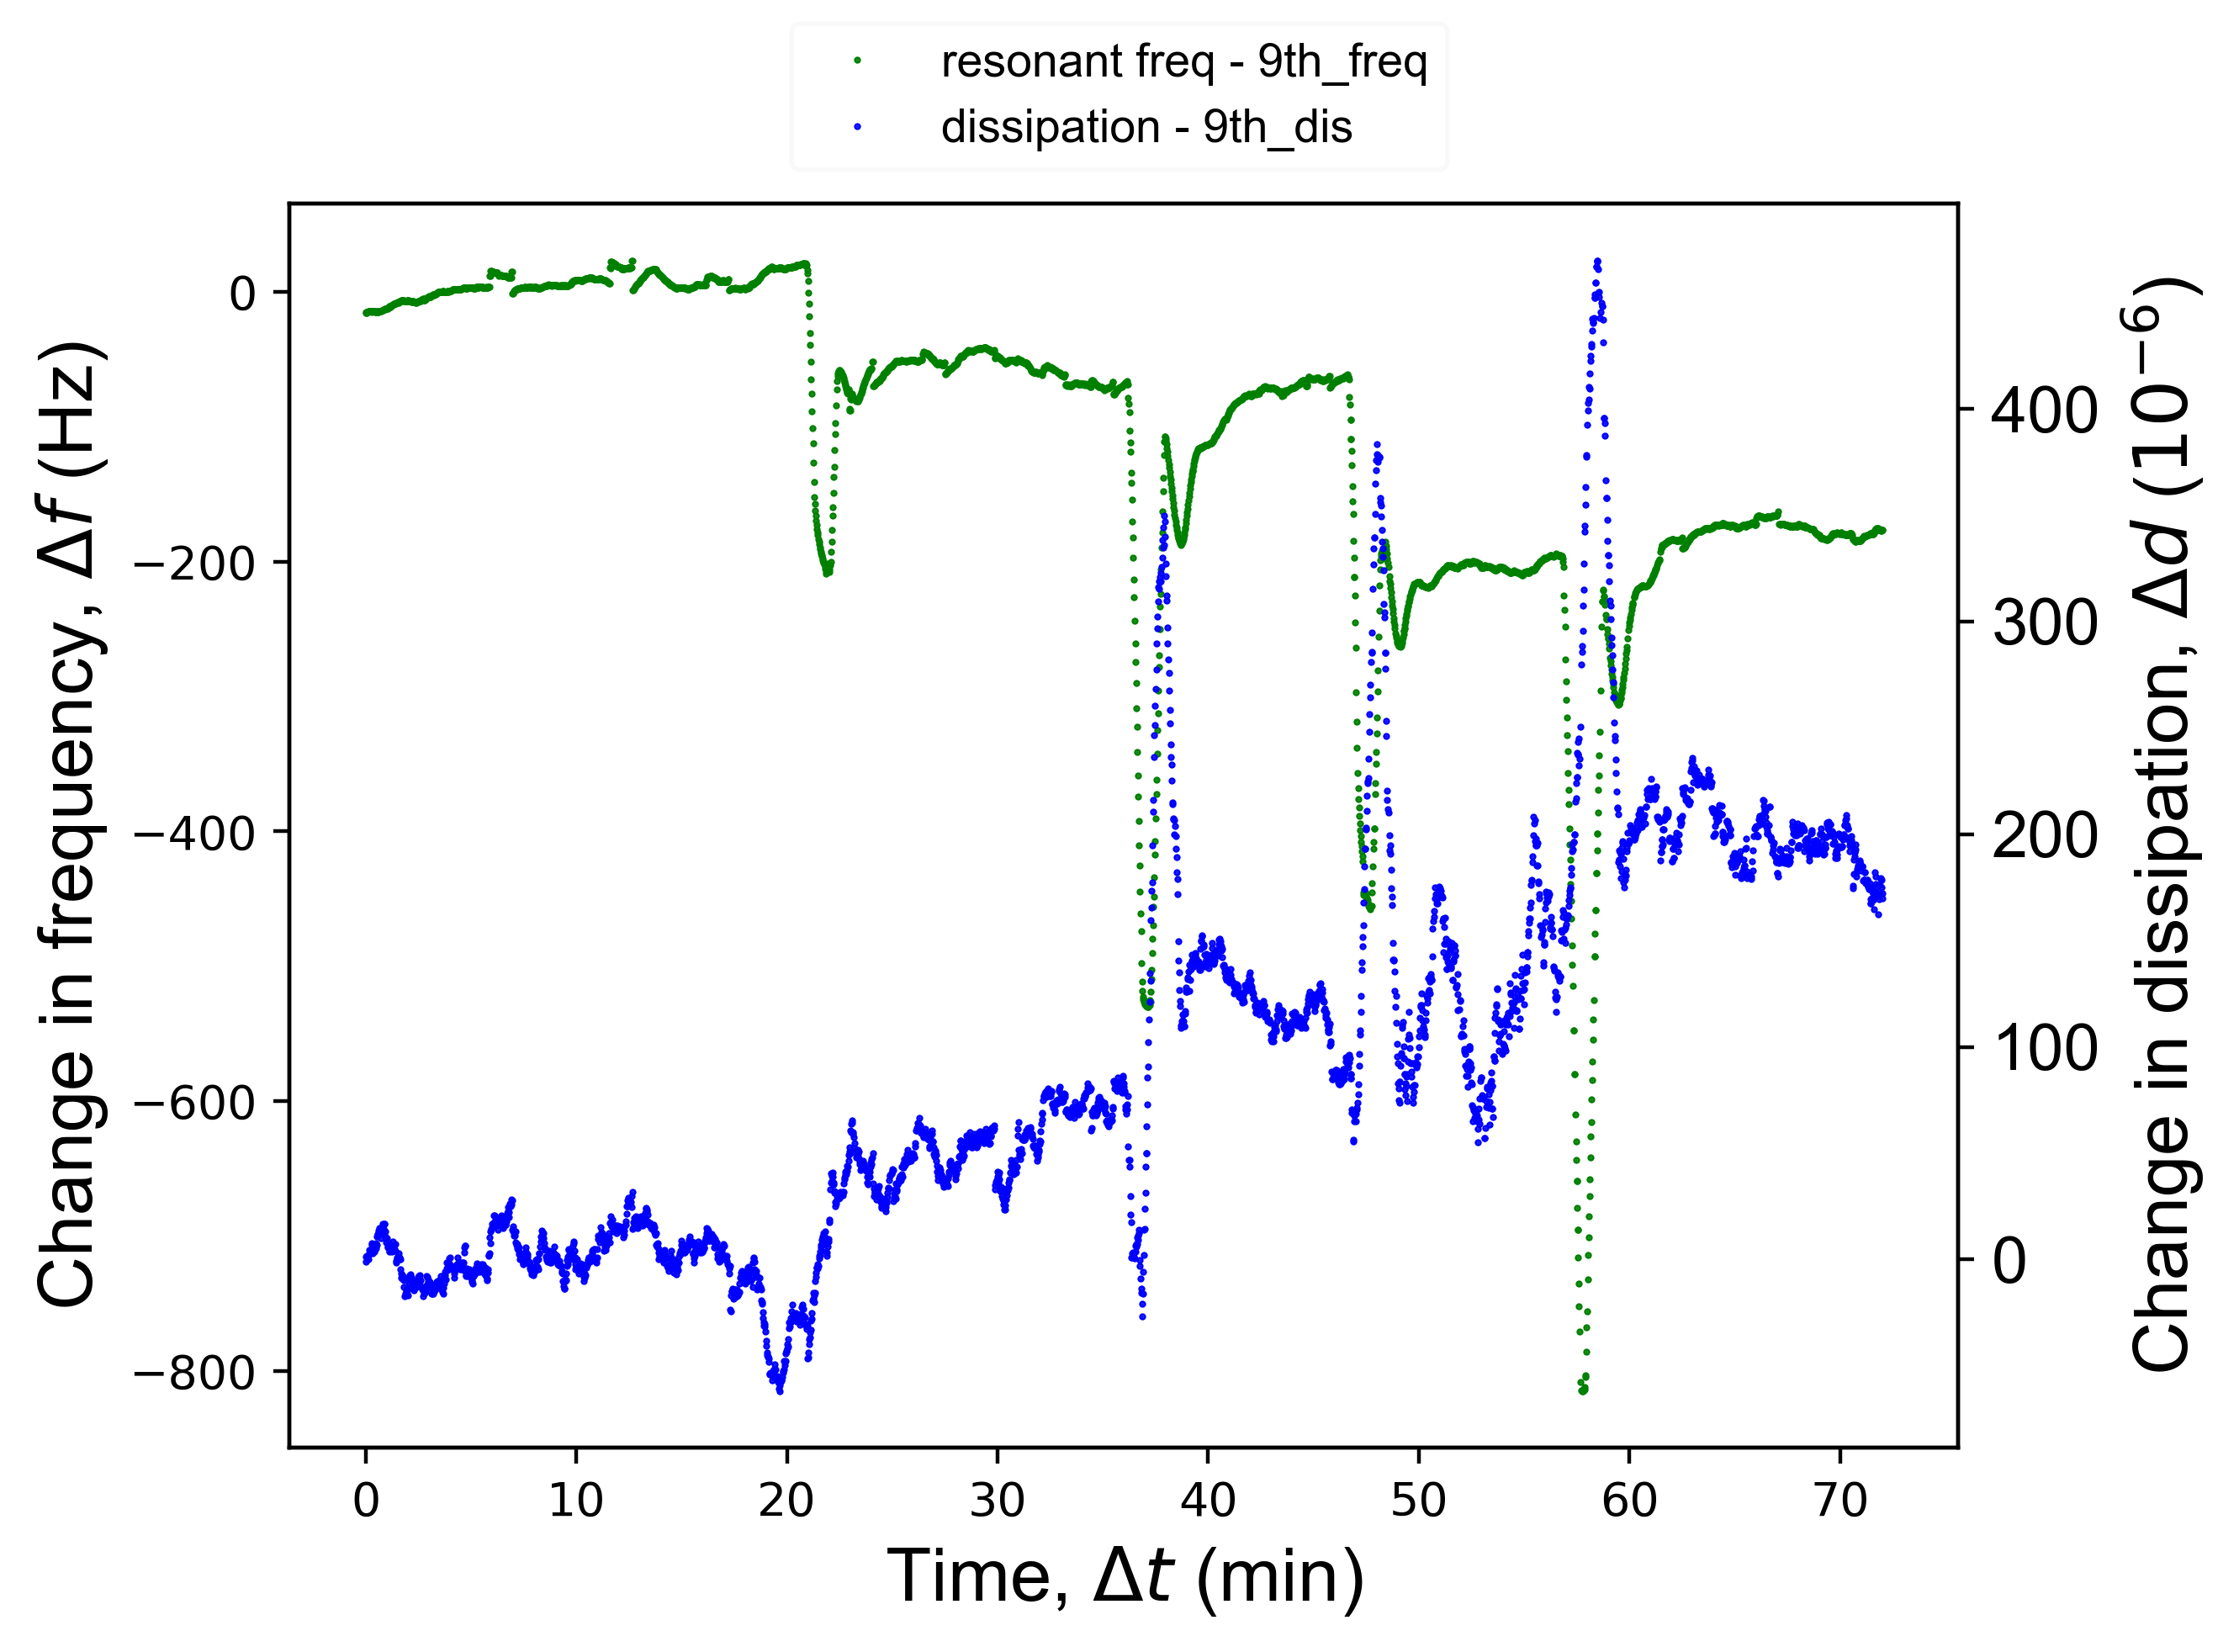 resonant freq - 9th_freq
dissipation - 9th_dis
Change in frequency, Δf (Hz)
0
−200
−400
−600
−800
400
300
200
100
0
Change in dissipation, Δd (10⁻⁶)
0 10 20 30 40 50 60 70
Time, Δt (min)